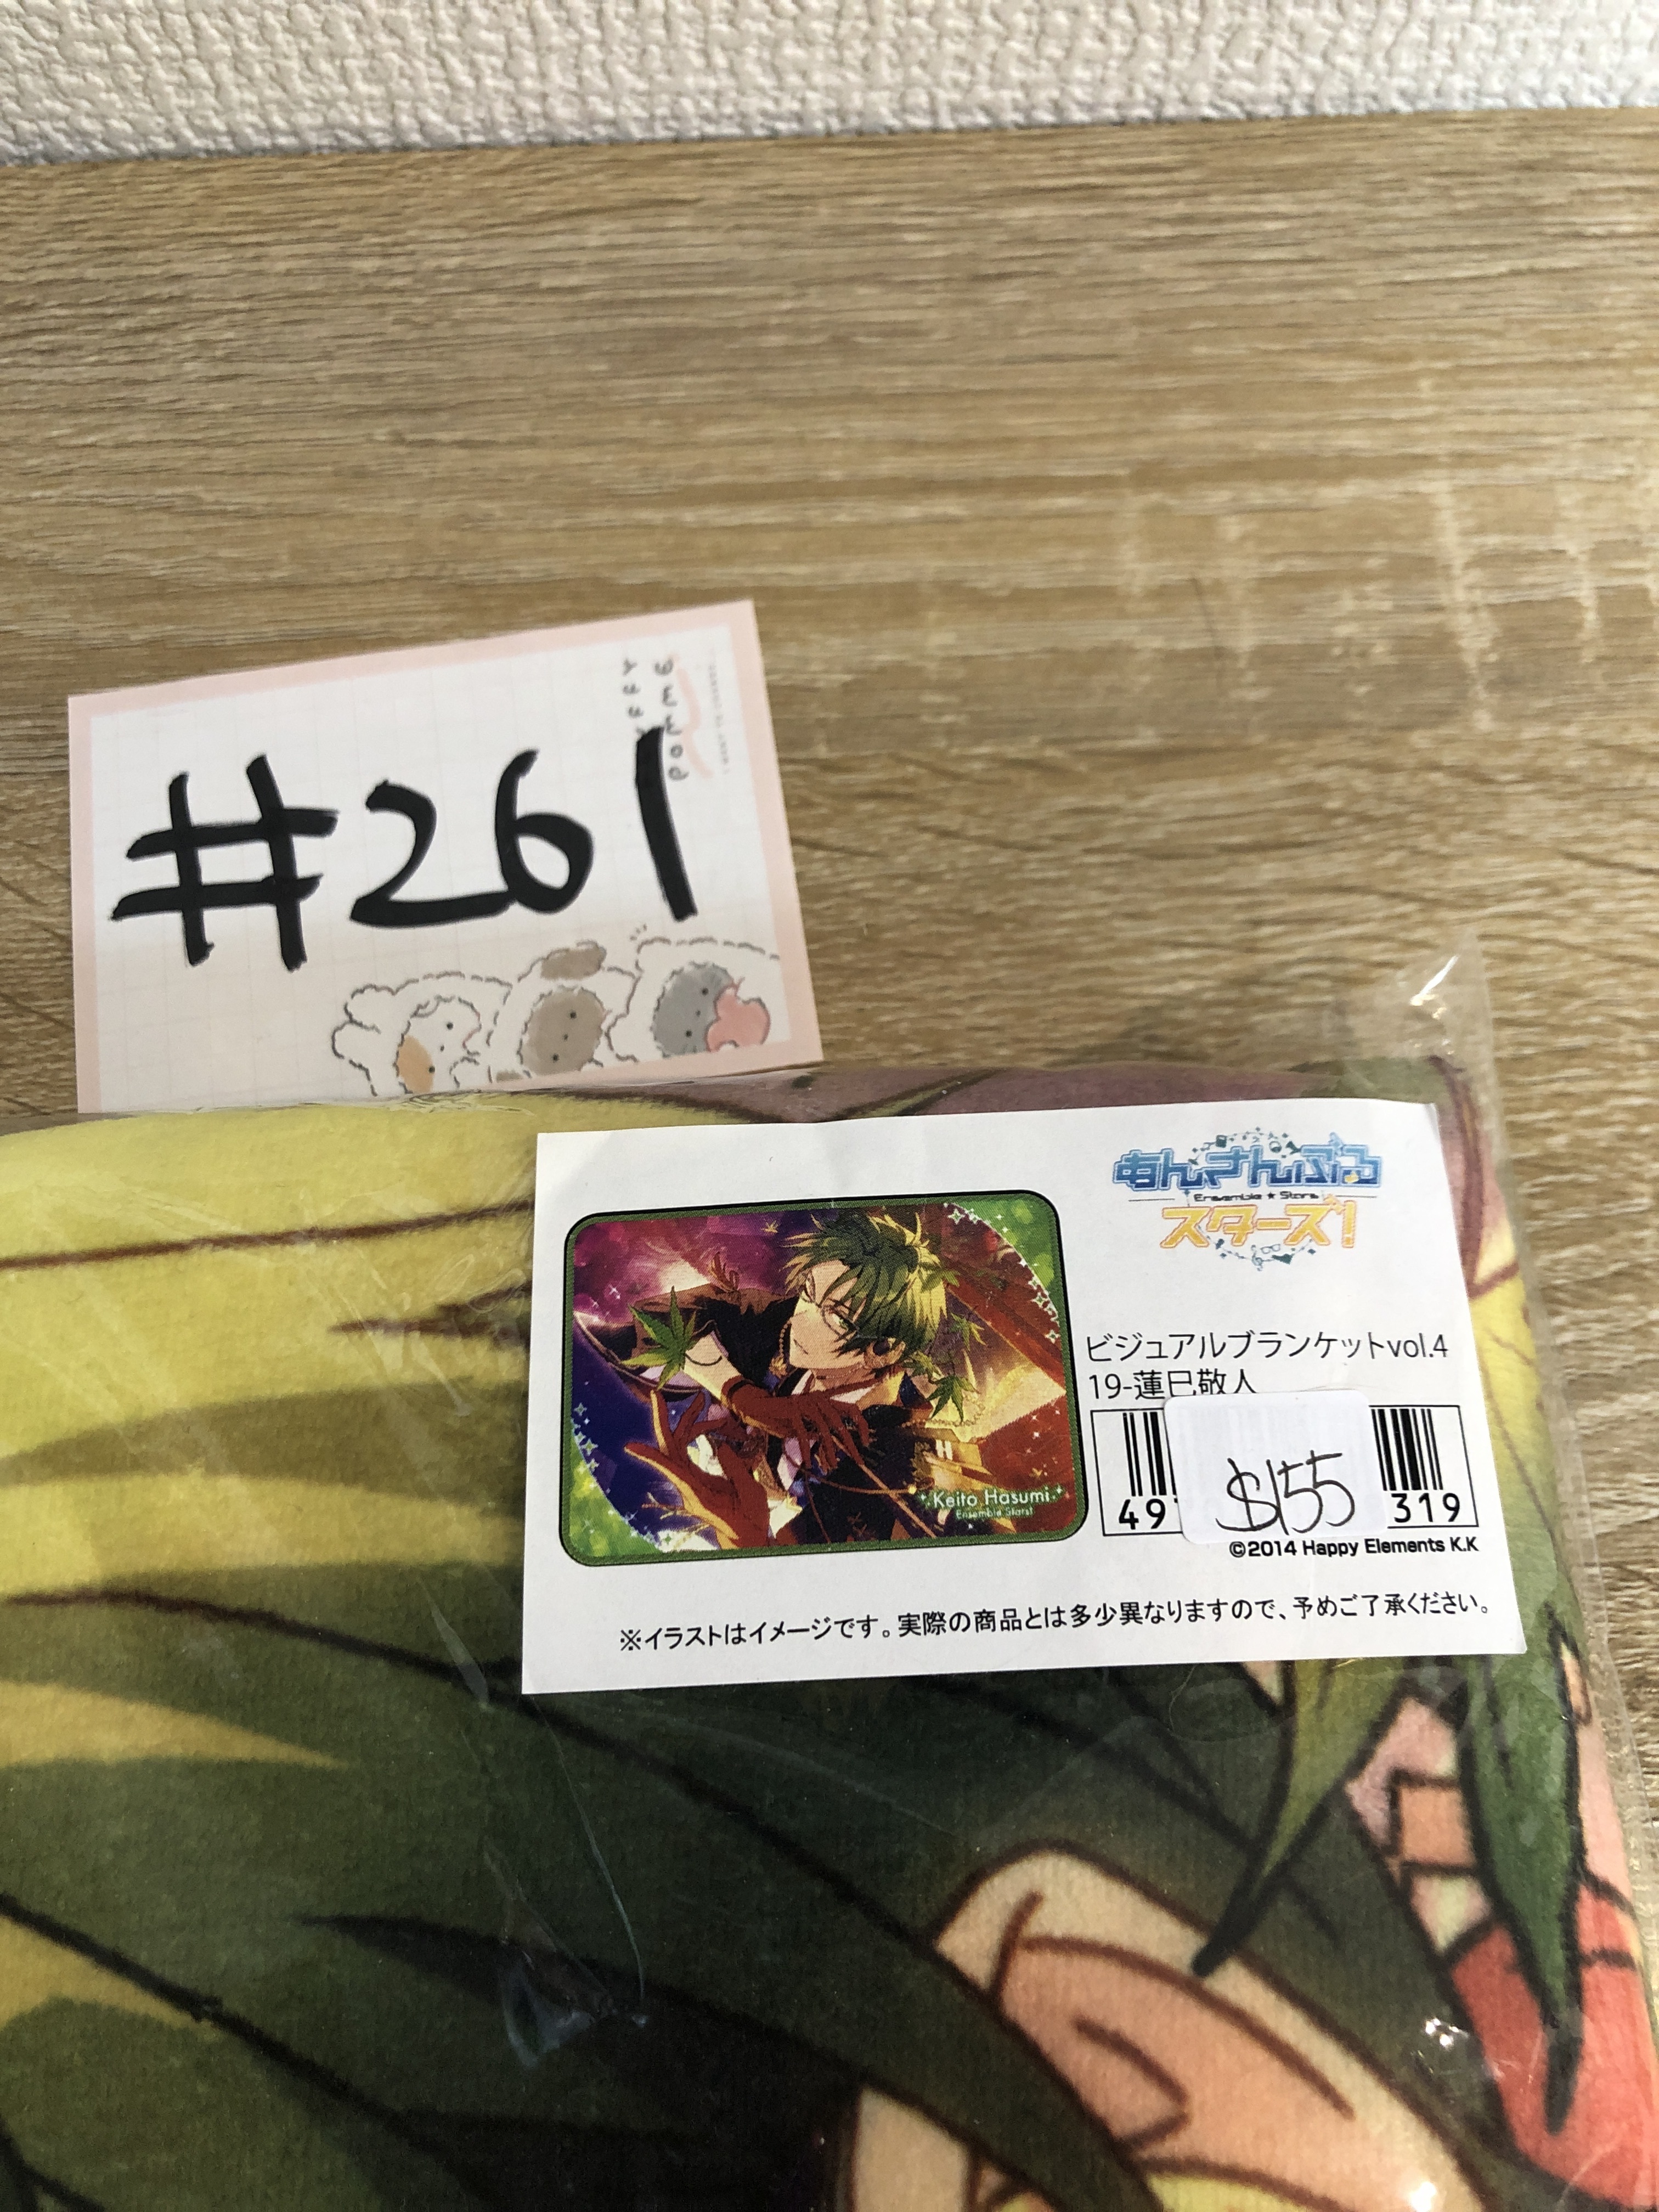 #261
あんさんぶる
Ensemble ★ Stars
スターズ!
ビジュアルブランケットvol.4
19-蓮巳敬人
Keito Hasumi
Ensemble Stars!
49
$155
319
©2014 Happy Elements K.K
※イラストはイメージです。実際の商品とは多少異なりますので、予めご了承ください。